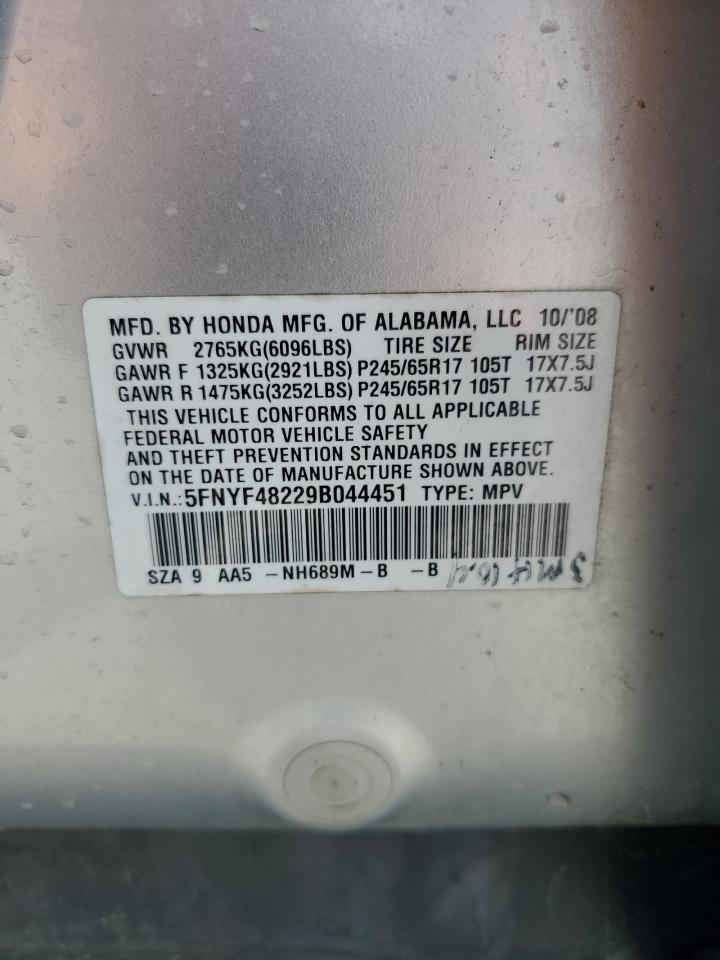 MFD. BY HONDA MFG. OF ALABAMA, LLC 10/'08
GVWR 2765KG(6096LBS) TIRE SIZE RIM SIZE
GAWR F 1325KG(2921LBS) P245/65R17 105T 17X7.5J
GAWR R 1475KG(3252LBS) P245/65R17 105T 17X7.5J
THIS VEHICLE CONFORMS TO ALL APPLICABLE
FEDERAL MOTOR VEHICLE SAFETY
AND THEFT PREVENTION STANDARDS IN EFFECT
ON THE DATE OF MANUFACTURE SHOWN ABOVE.
V.I.N.: 5FNYF48229B044451 TYPE: MPV
SZA 9 AA5 -NH689M-B -B